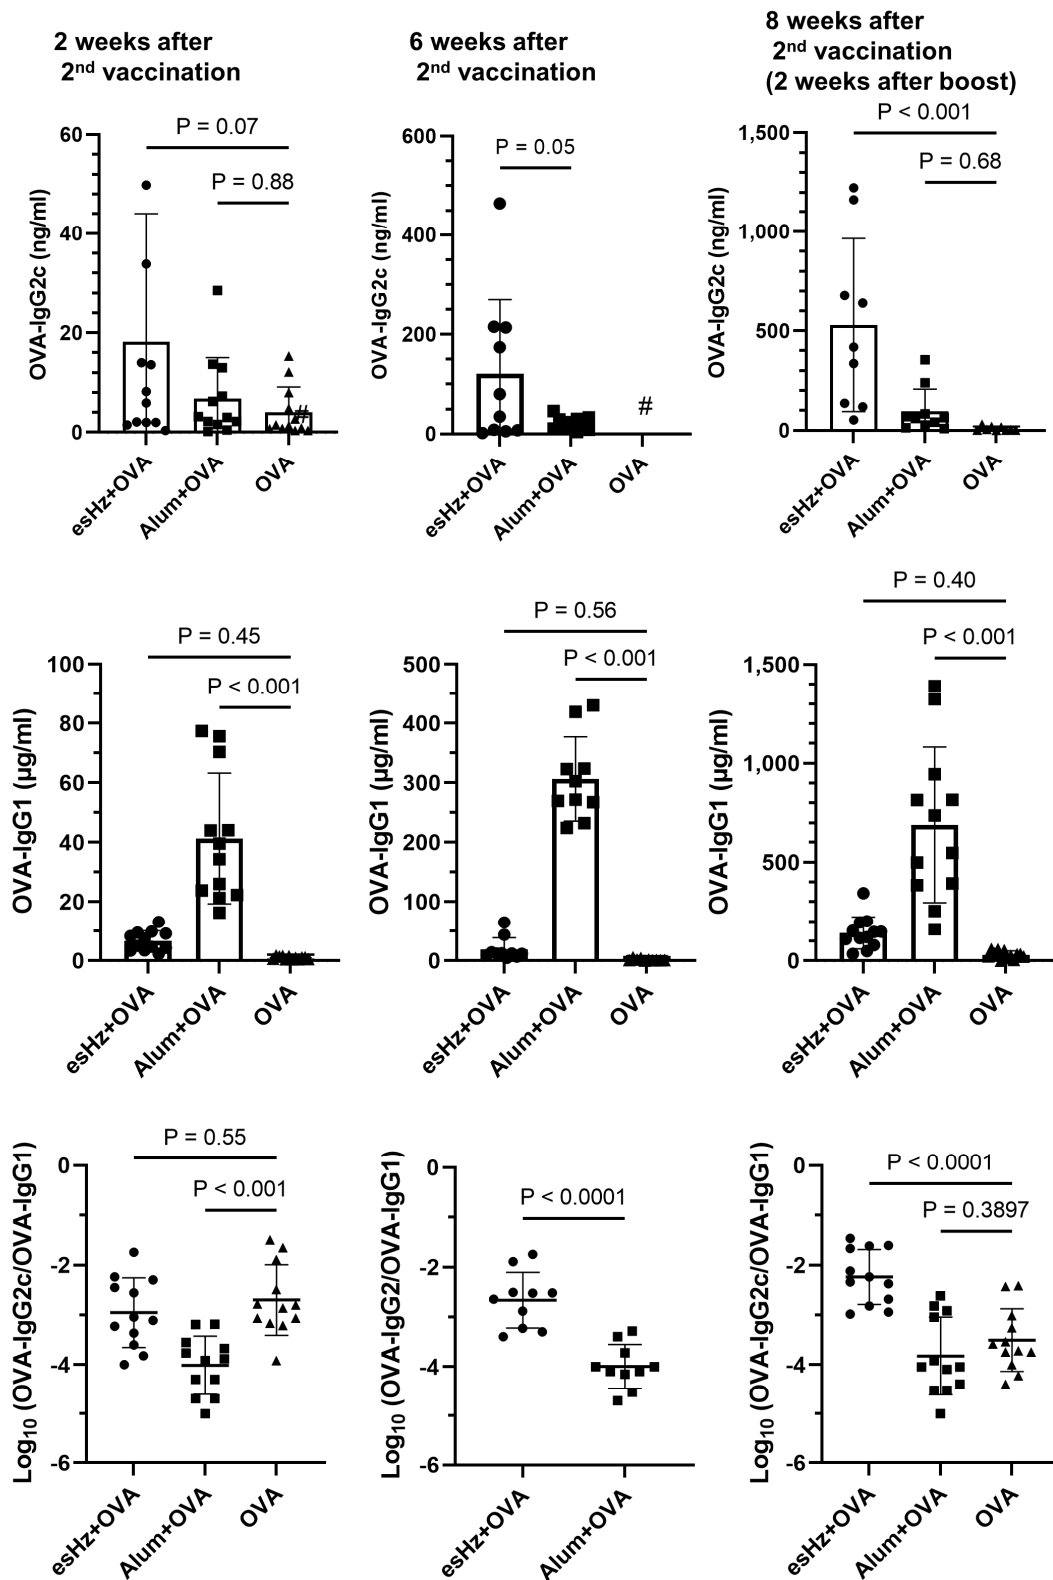 2 weeks after
2nd vaccination
6 weeks after
2nd vaccination
8 weeks after
2nd vaccination
(2 weeks after boost)
OVA-IgG2c (ng/ml)
60
40
20
0
P = 0.07
P = 0.88
#
esHz+OVA
Alum+OVA
OVA
OVA-IgG2c (ng/ml)
600
400
200
0
P = 0.05
#
esHz+OVA
Alum+OVA
OVA
OVA-IgG2c (ng/ml)
1,500
1,000
500
0
P < 0.001
P = 0.68
esHz+OVA
Alum+OVA
OVA
OVA-IgG1 (µg/ml)
100
80
60
40
20
0
P = 0.45
P < 0.001
esHz+OVA
Alum+OVA
OVA
OVA-IgG1 (µg/ml)
500
400
300
200
100
0
P = 0.56
P < 0.001
esHz+OVA
Alum+OVA
OVA
OVA-IgG1 (µg/ml)
1,500
1,000
500
0
P = 0.40
P < 0.001
esHz+OVA
Alum+OVA
OVA
Log10 (OVA-IgG2c/OVA-IgG1)
0
-2
-4
-6
P = 0.55
P < 0.001
esHz+OVA
Alum+OVA
OVA
Log10 (OVA-IgG2/OVA-IgG1)
0
-2
-4
-6
P < 0.0001
esHz+OVA
Alum+OVA
Log10 (OVA-IgG2c/OVA-IgG1)
0
-2
-4
-6
P < 0.0001
P = 0.3897
esHz+OVA
Alum+OVA
OVA